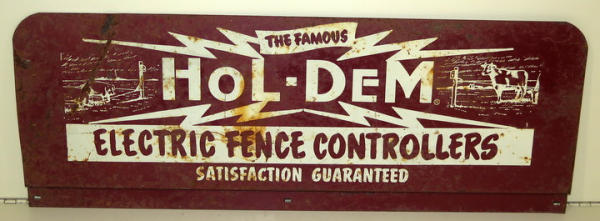 THE FAMOUS
HOL-DEM®
ELECTRIC FENCE CONTROLLERS
SATISFACTION GUARANTEED